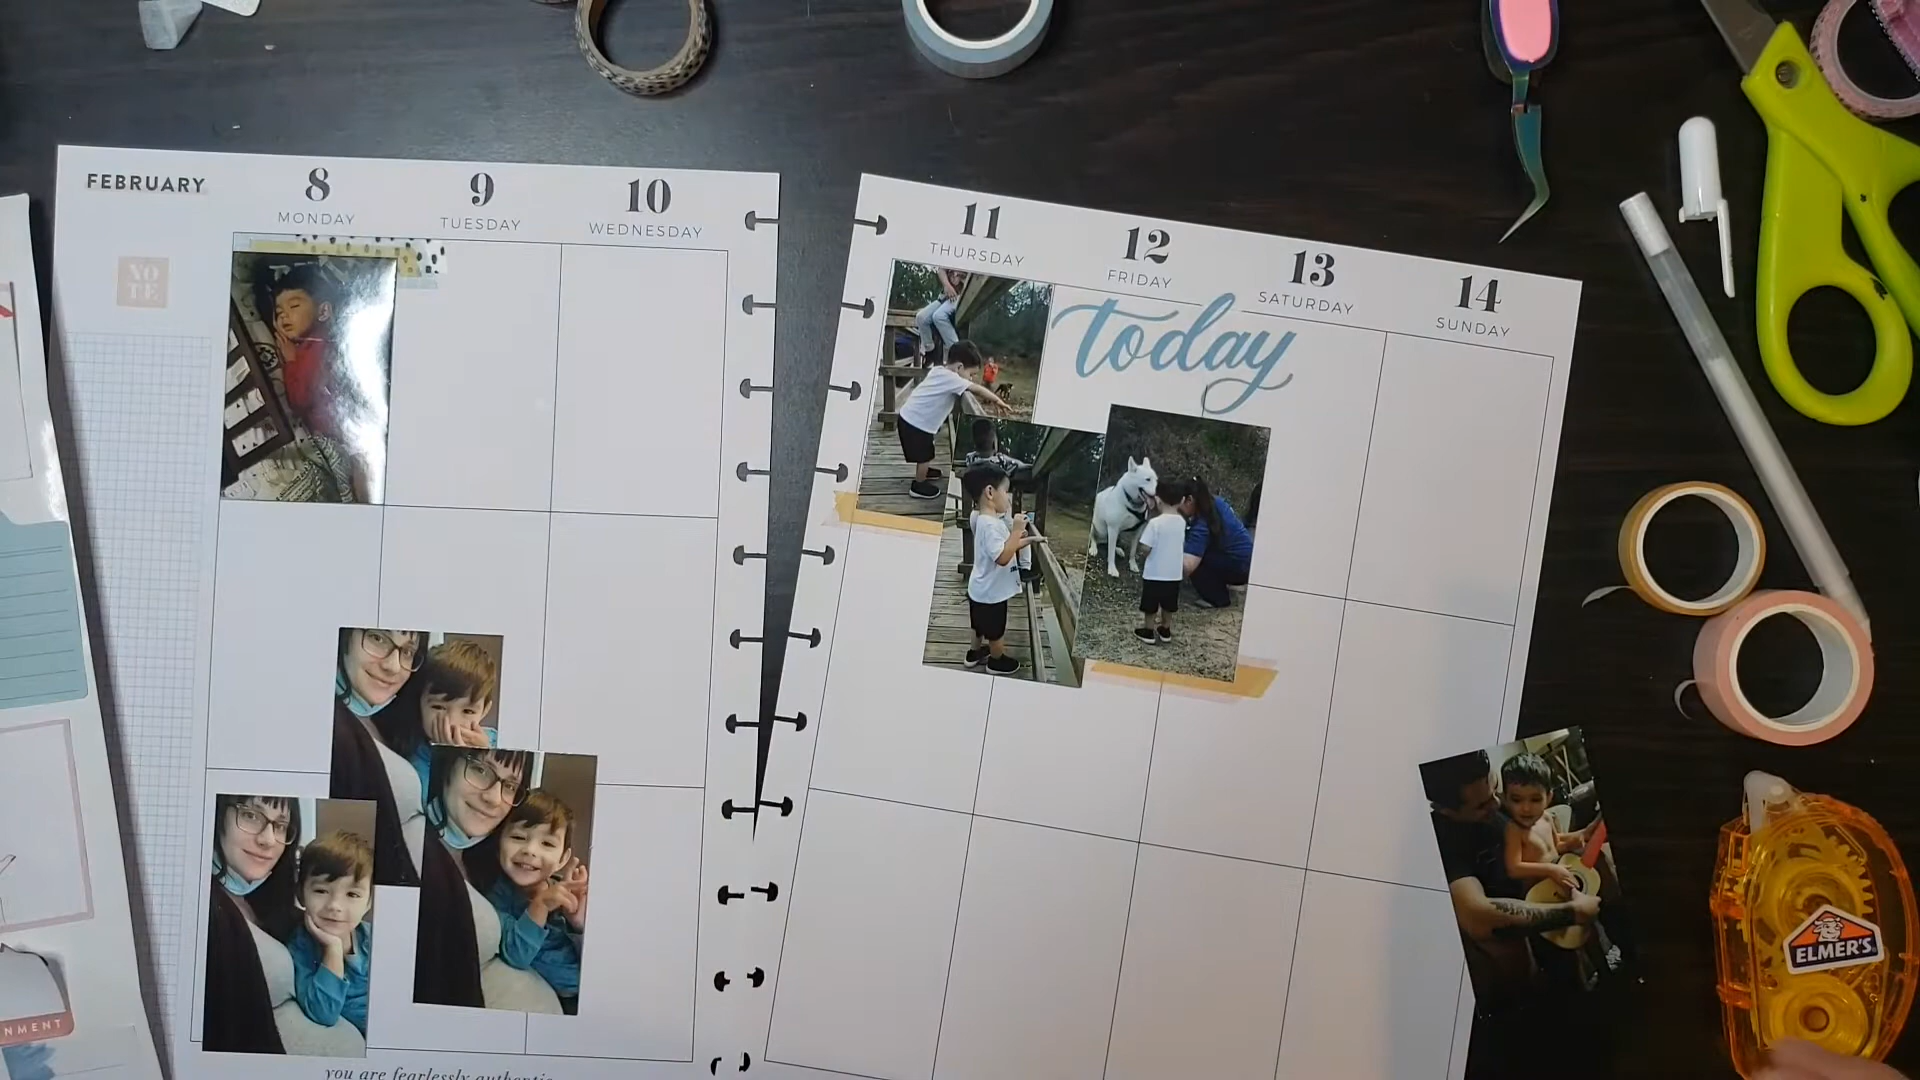 FEBRUARY
8
MONDAY
9
TUESDAY
10
WEDNESDAY
NO
TE
11
THURSDAY
12
FRIDAY
13
SATURDAY
14
SUNDAY
today
ELMER'S
NMENT
you are fearlessly authentic